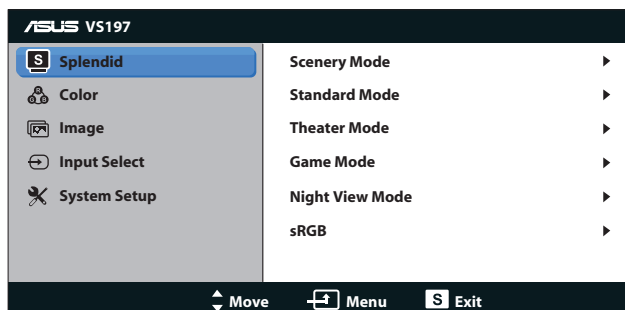 ASUS VS197
S Splendid
Color
Image
Input Select
System Setup
Scenery Mode
Standard Mode
Theater Mode
Game Mode
Night View Mode
sRGB
Move Menu S Exit